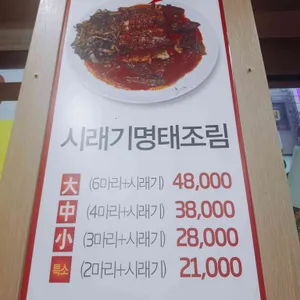 시래기명태조림
大 (6마리+시래기) 48,000
中 (4마리+시래기) 38,000
小 (3마리+시래기) 28,000
특소 (2마리+시래기) 21,000